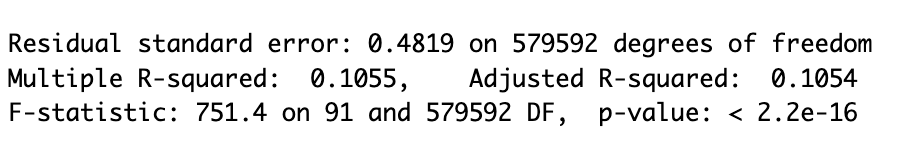 Residual standard error: 0.4819 on 579592 degrees of freedom
Multiple R-squared:  0.1055,    Adjusted R-squared:  0.1054
F-statistic: 751.4 on 91 and 579592 DF,  p-value: < 2.2e-16